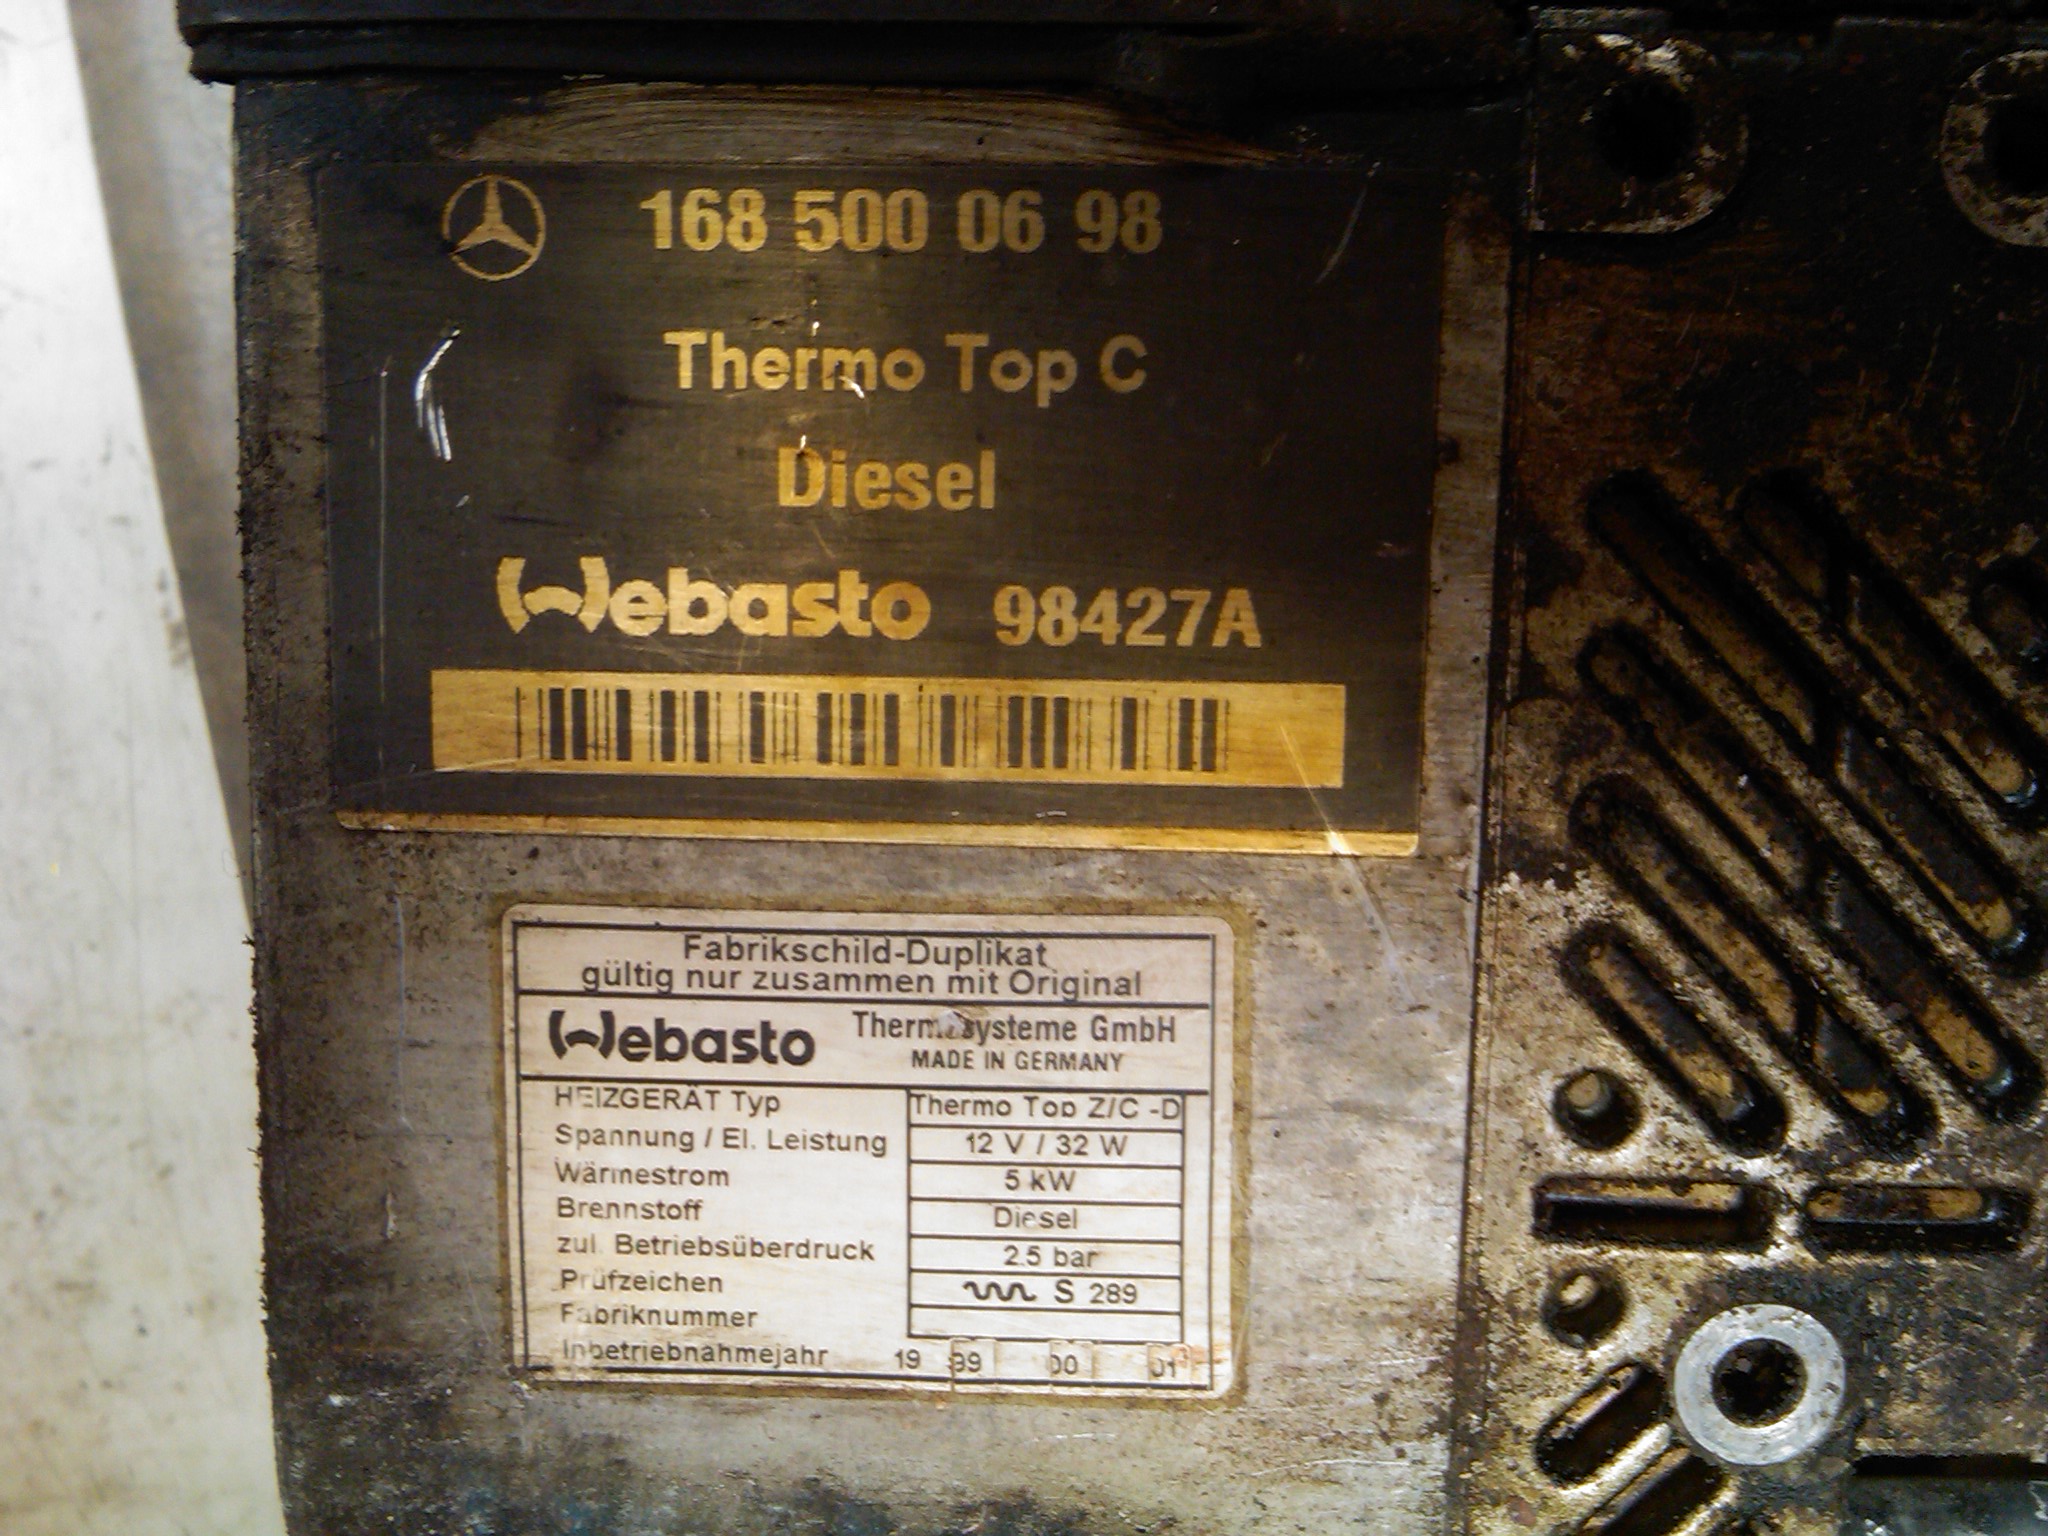 168 500 06 98
Thermo Top C
Diesel
Webasto 98427A
Fabrikschild-Duplikat
gültig nur zusammen mit Original
Webasto Thermosysteme GmbH
MADE IN GERMANY
HEIZGERÄT Typ Thermo Top Z/C -D
Spannung / El. Leistung 12 V / 32 W
Wärmestrom 5 kW
Brennstoff Diesel
zul. Betriebsüberdruck 2.5 bar
Prüfzeichen S 289
Fabriknummer
Inbetriebnahmejahr 19 99 00 01